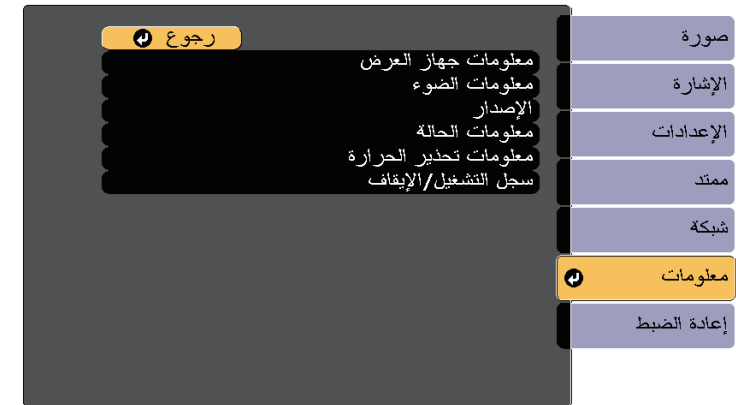 صورة
الإشارة
الإعدادات
ممتد
شبكة
معلومات
إعادة الضبط
رجوع
معلومات جهاز العرض
معلومات الضوء
الإصدار
معلومات الحالة
معلومات تحذير الحرارة
سجل التشغيل/الإيقاف